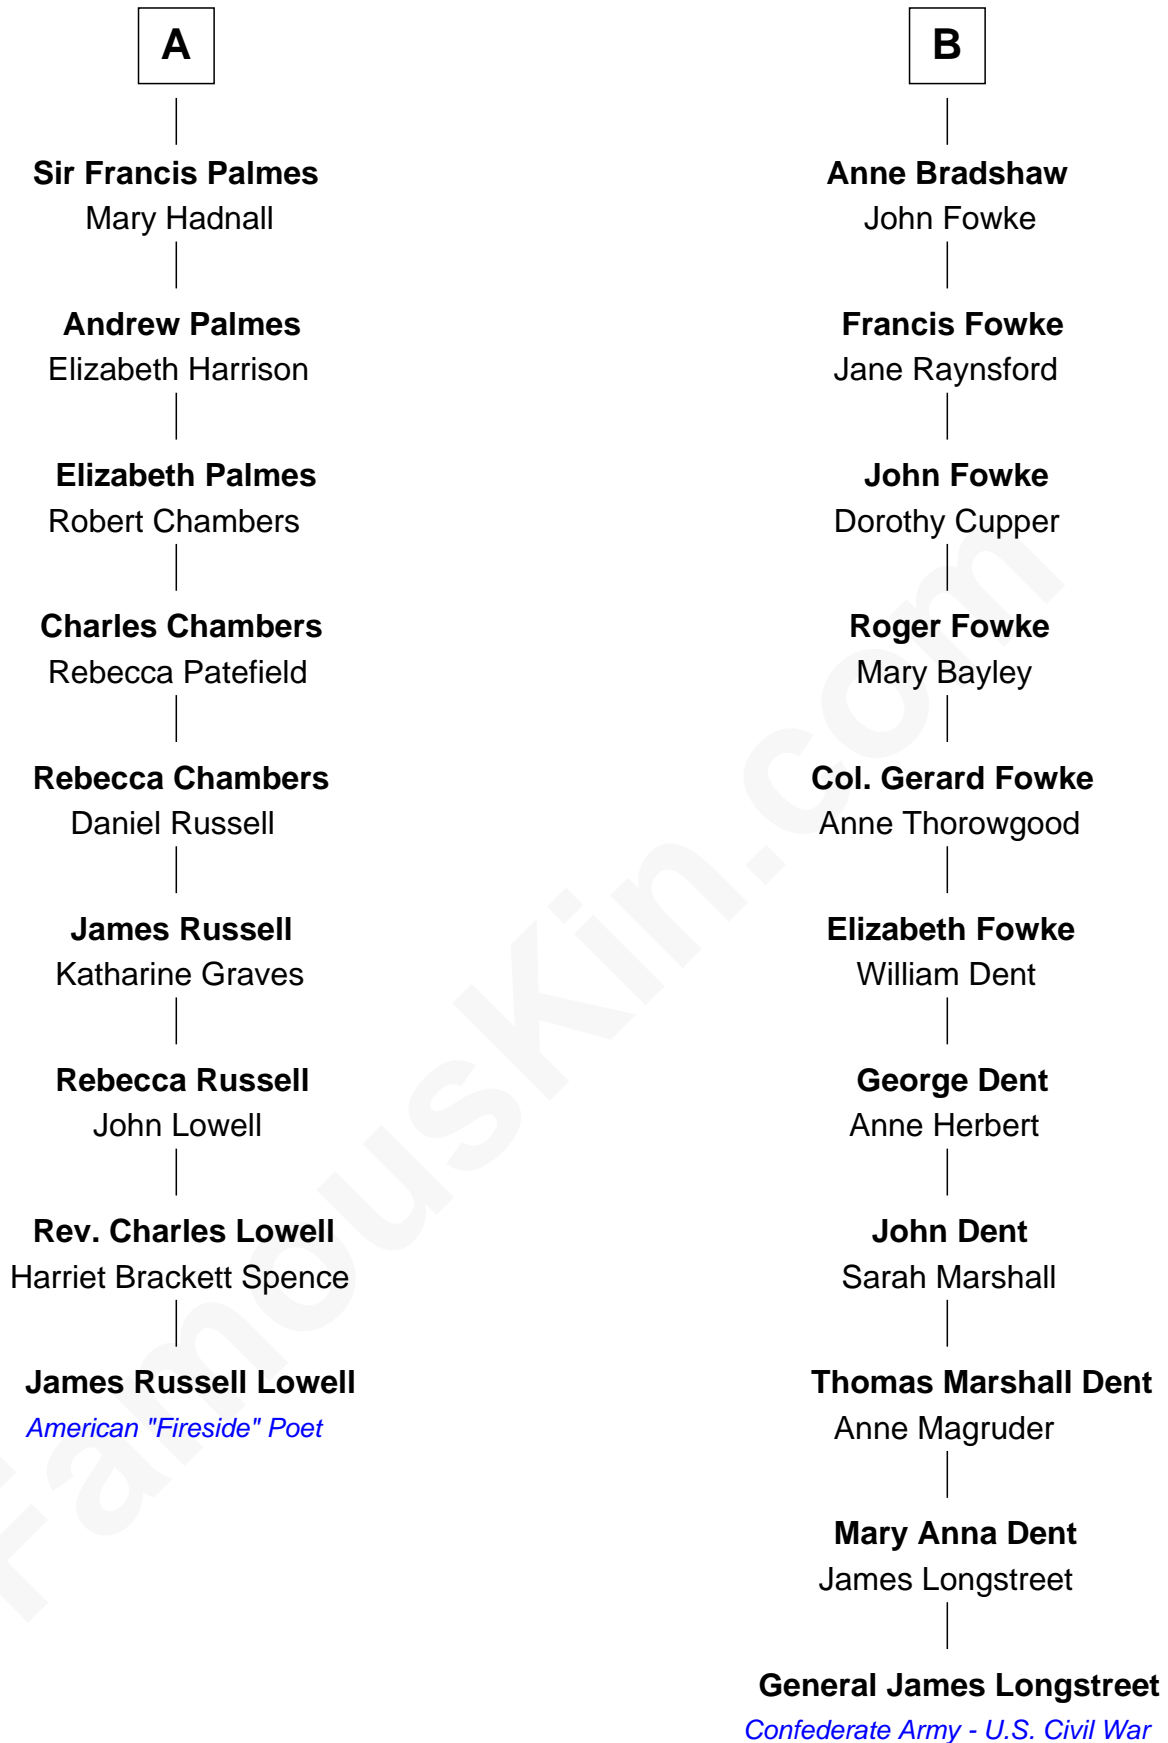 A
Sir Francis Palmes
Mary Hadnall
Andrew Palmes
Elizabeth Harrison
Elizabeth Palmes
Robert Chambers
Charles Chambers
Rebecca Patefield
Rebecca Chambers
Daniel Russell
James Russell
Katharine Graves
Rebecca Russell
John Lowell
Rev. Charles Lowell
Harriet Brackett Spence
James Russell Lowell
American "Fireside" Poet
B
Anne Bradshaw
John Fowke
Francis Fowke
Jane Raynsford
John Fowke
Dorothy Cupper
Roger Fowke
Mary Bayley
Col. Gerard Fowke
Anne Thorowgood
Elizabeth Fowke
William Dent
George Dent
Anne Herbert
John Dent
Sarah Marshall
Thomas Marshall Dent
Anne Magruder
Mary Anna Dent
James Longstreet
General James Longstreet
Confederate Army - U.S. Civil War
FamousKin.com